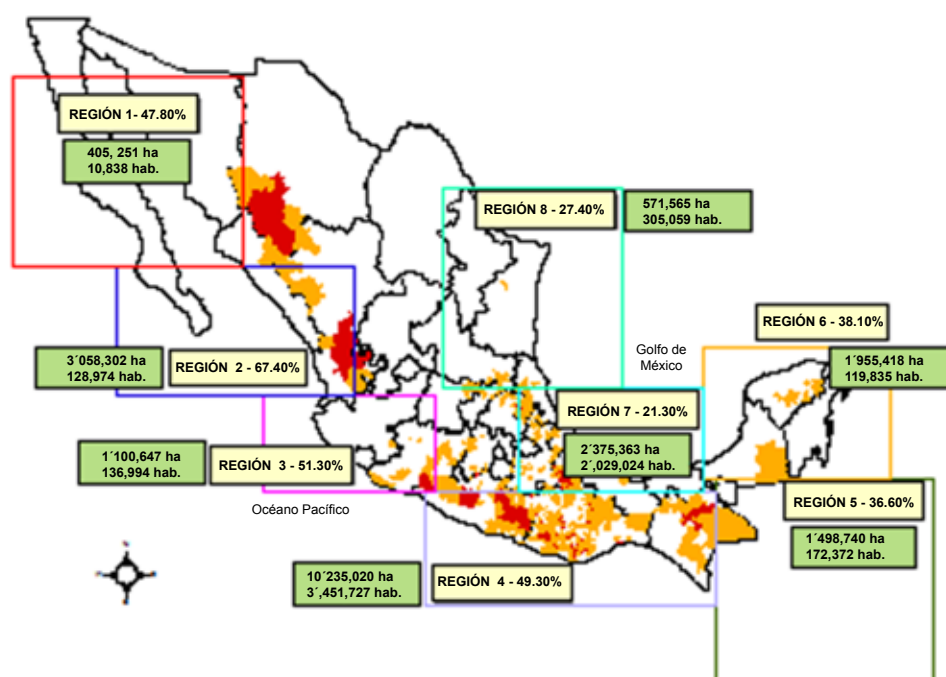 REGIÓN 1- 47.80%
405, 251 ha
10,838 hab.
REGIÓN 8 - 27.40%
571,565 ha
305,059 hab.
REGIÓN 6 - 38.10%
1´955,418 ha
119,835 hab.
Golfo de
México
3´058,302 ha
128,974 hab.
REGIÓN 2 - 67.40%
REGIÓN 7 - 21.30%
2´375,363 ha
2´,029,024 hab.
1´100,647 ha
136,994 hab.
REGIÓN 3 - 51.30%
Océano Pacífico
REGIÓN 5 - 36.60%
1´498,740 ha
172,372 hab.
10´235,020 ha
3´,451,727 hab.
REGIÓN 4 - 49.30%